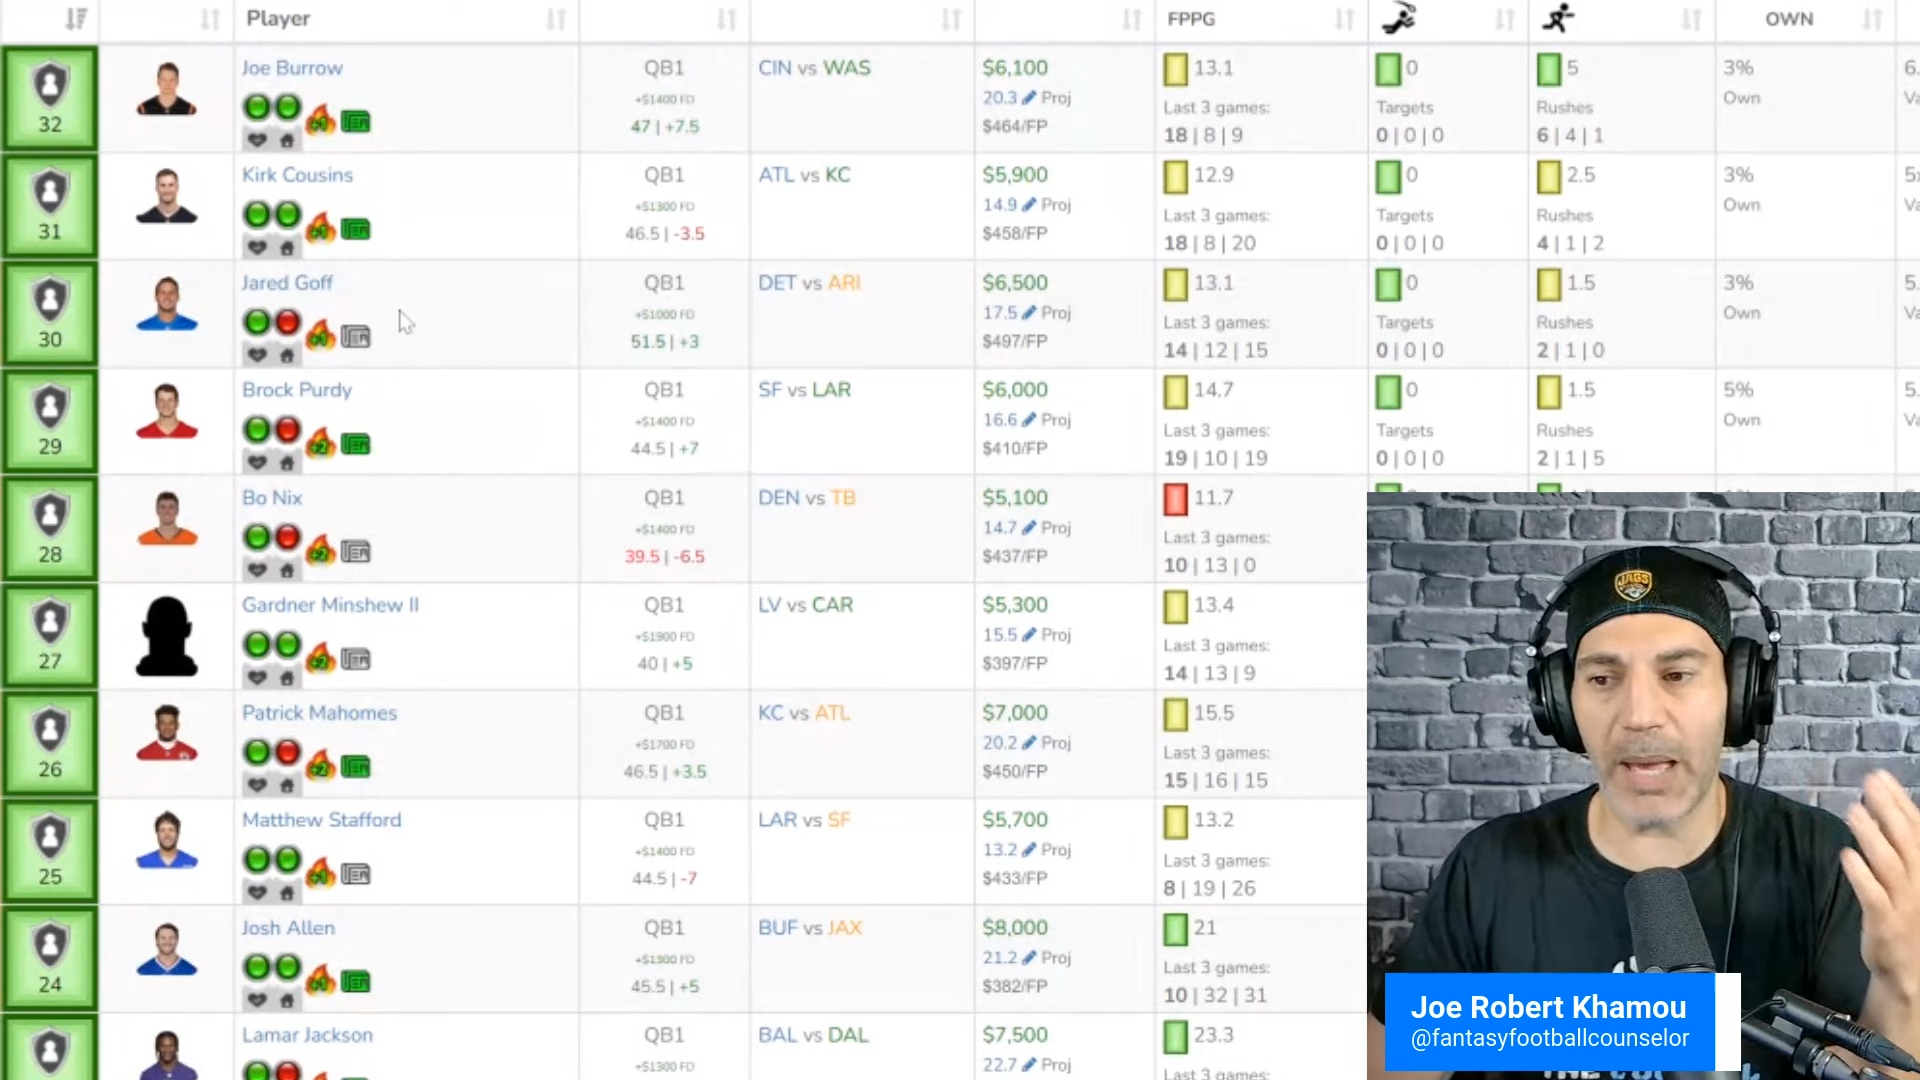 Player FPPG OWN
32 Joe Burrow QB1 CIN vs WAS $6,100 13.1 0 5 3% 6.
+$1400 FD 20.3 Proj Last 3 games: Targets Rushes Own Va
47 | +7.5 $464/FP 18 | 8 | 9 0 | 0 | 0 6 | 4 | 1
31 Kirk Cousins QB1 ATL vs KC $5,900 12.9 0 2.5 3% 5x
+$1300 FD 14.9 Proj Last 3 games: Targets Rushes Own Va
46.5 | -3.5 $458/FP 18 | 8 | 20 0 | 0 | 0 4 | 1 | 2
30 Jared Goff QB1 DET vs ARI $6,500 13.1 0 1.5 3% 5.
+$1000 FD 17.5 Proj Last 3 games: Targets Rushes Own Va
51.5 | +3 $497/FP 14 | 12 | 15 0 | 0 | 0 2 | 1 | 0
29 Brock Purdy QB1 SF vs LAR $6,000 14.7 0 1.5 5% 5.
+$1400 FD 16.6 Proj Last 3 games: Targets Rushes Own Va
44.5 | +7 $410/FP 19 | 10 | 19 0 | 0 | 0 2 | 1 | 5
28 Bo Nix QB1 DEN vs TB $5,100 11.7
+$1400 FD 14.7 Proj Last 3 games:
39.5 | -6.5 $437/FP 10 | 13 | 0
27 Gardner Minshew II QB1 LV vs CAR $5,300 13.4
+$1900 FD 15.5 Proj Last 3 games:
40 | +5 $397/FP 14 | 13 | 9
26 Patrick Mahomes QB1 KC vs ATL $7,000 15.5
+$1700 FD 20.2 Proj Last 3 games:
46.5 | +3.5 $450/FP 15 | 16 | 15
25 Matthew Stafford QB1 LAR vs SF $5,700 13.2
+$1400 FD 13.2 Proj Last 3 games:
44.5 | -7 $433/FP 8 | 19 | 26
24 Josh Allen QB1 BUF vs JAX $8,000 21
+$1300 FD 21.2 Proj Last 3 games:
45.5 | +5 $382/FP 10 | 32 | 31
Lamar Jackson QB1 BAL vs DAL $7,500 23.3
+$1300 FD 22.7 Proj Last 3 games:
JAGS
Joe Robert Khamou
@fantasyfootballcounselor